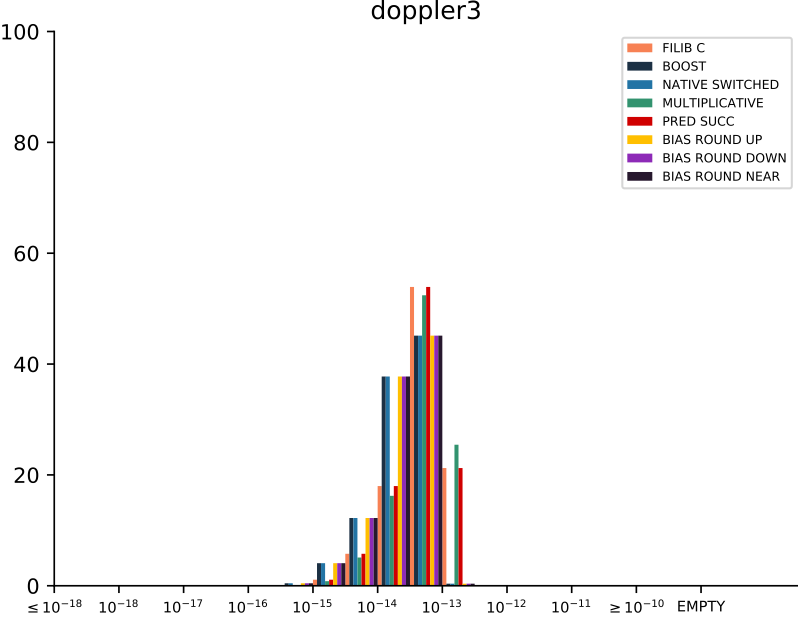 doppler3
100
80
60
40
20
0
FILIB C
BOOST
NATIVE SWITCHED
MULTIPLICATIVE
PRED SUCC
BIAS ROUND UP
BIAS ROUND DOWN
BIAS ROUND NEAR
≤10⁻¹⁸ 10⁻¹⁸ 10⁻¹⁷ 10⁻¹⁶ 10⁻¹⁵ 10⁻¹⁴ 10⁻¹³ 10⁻¹² 10⁻¹¹ ≥10⁻¹⁰ EMPTY